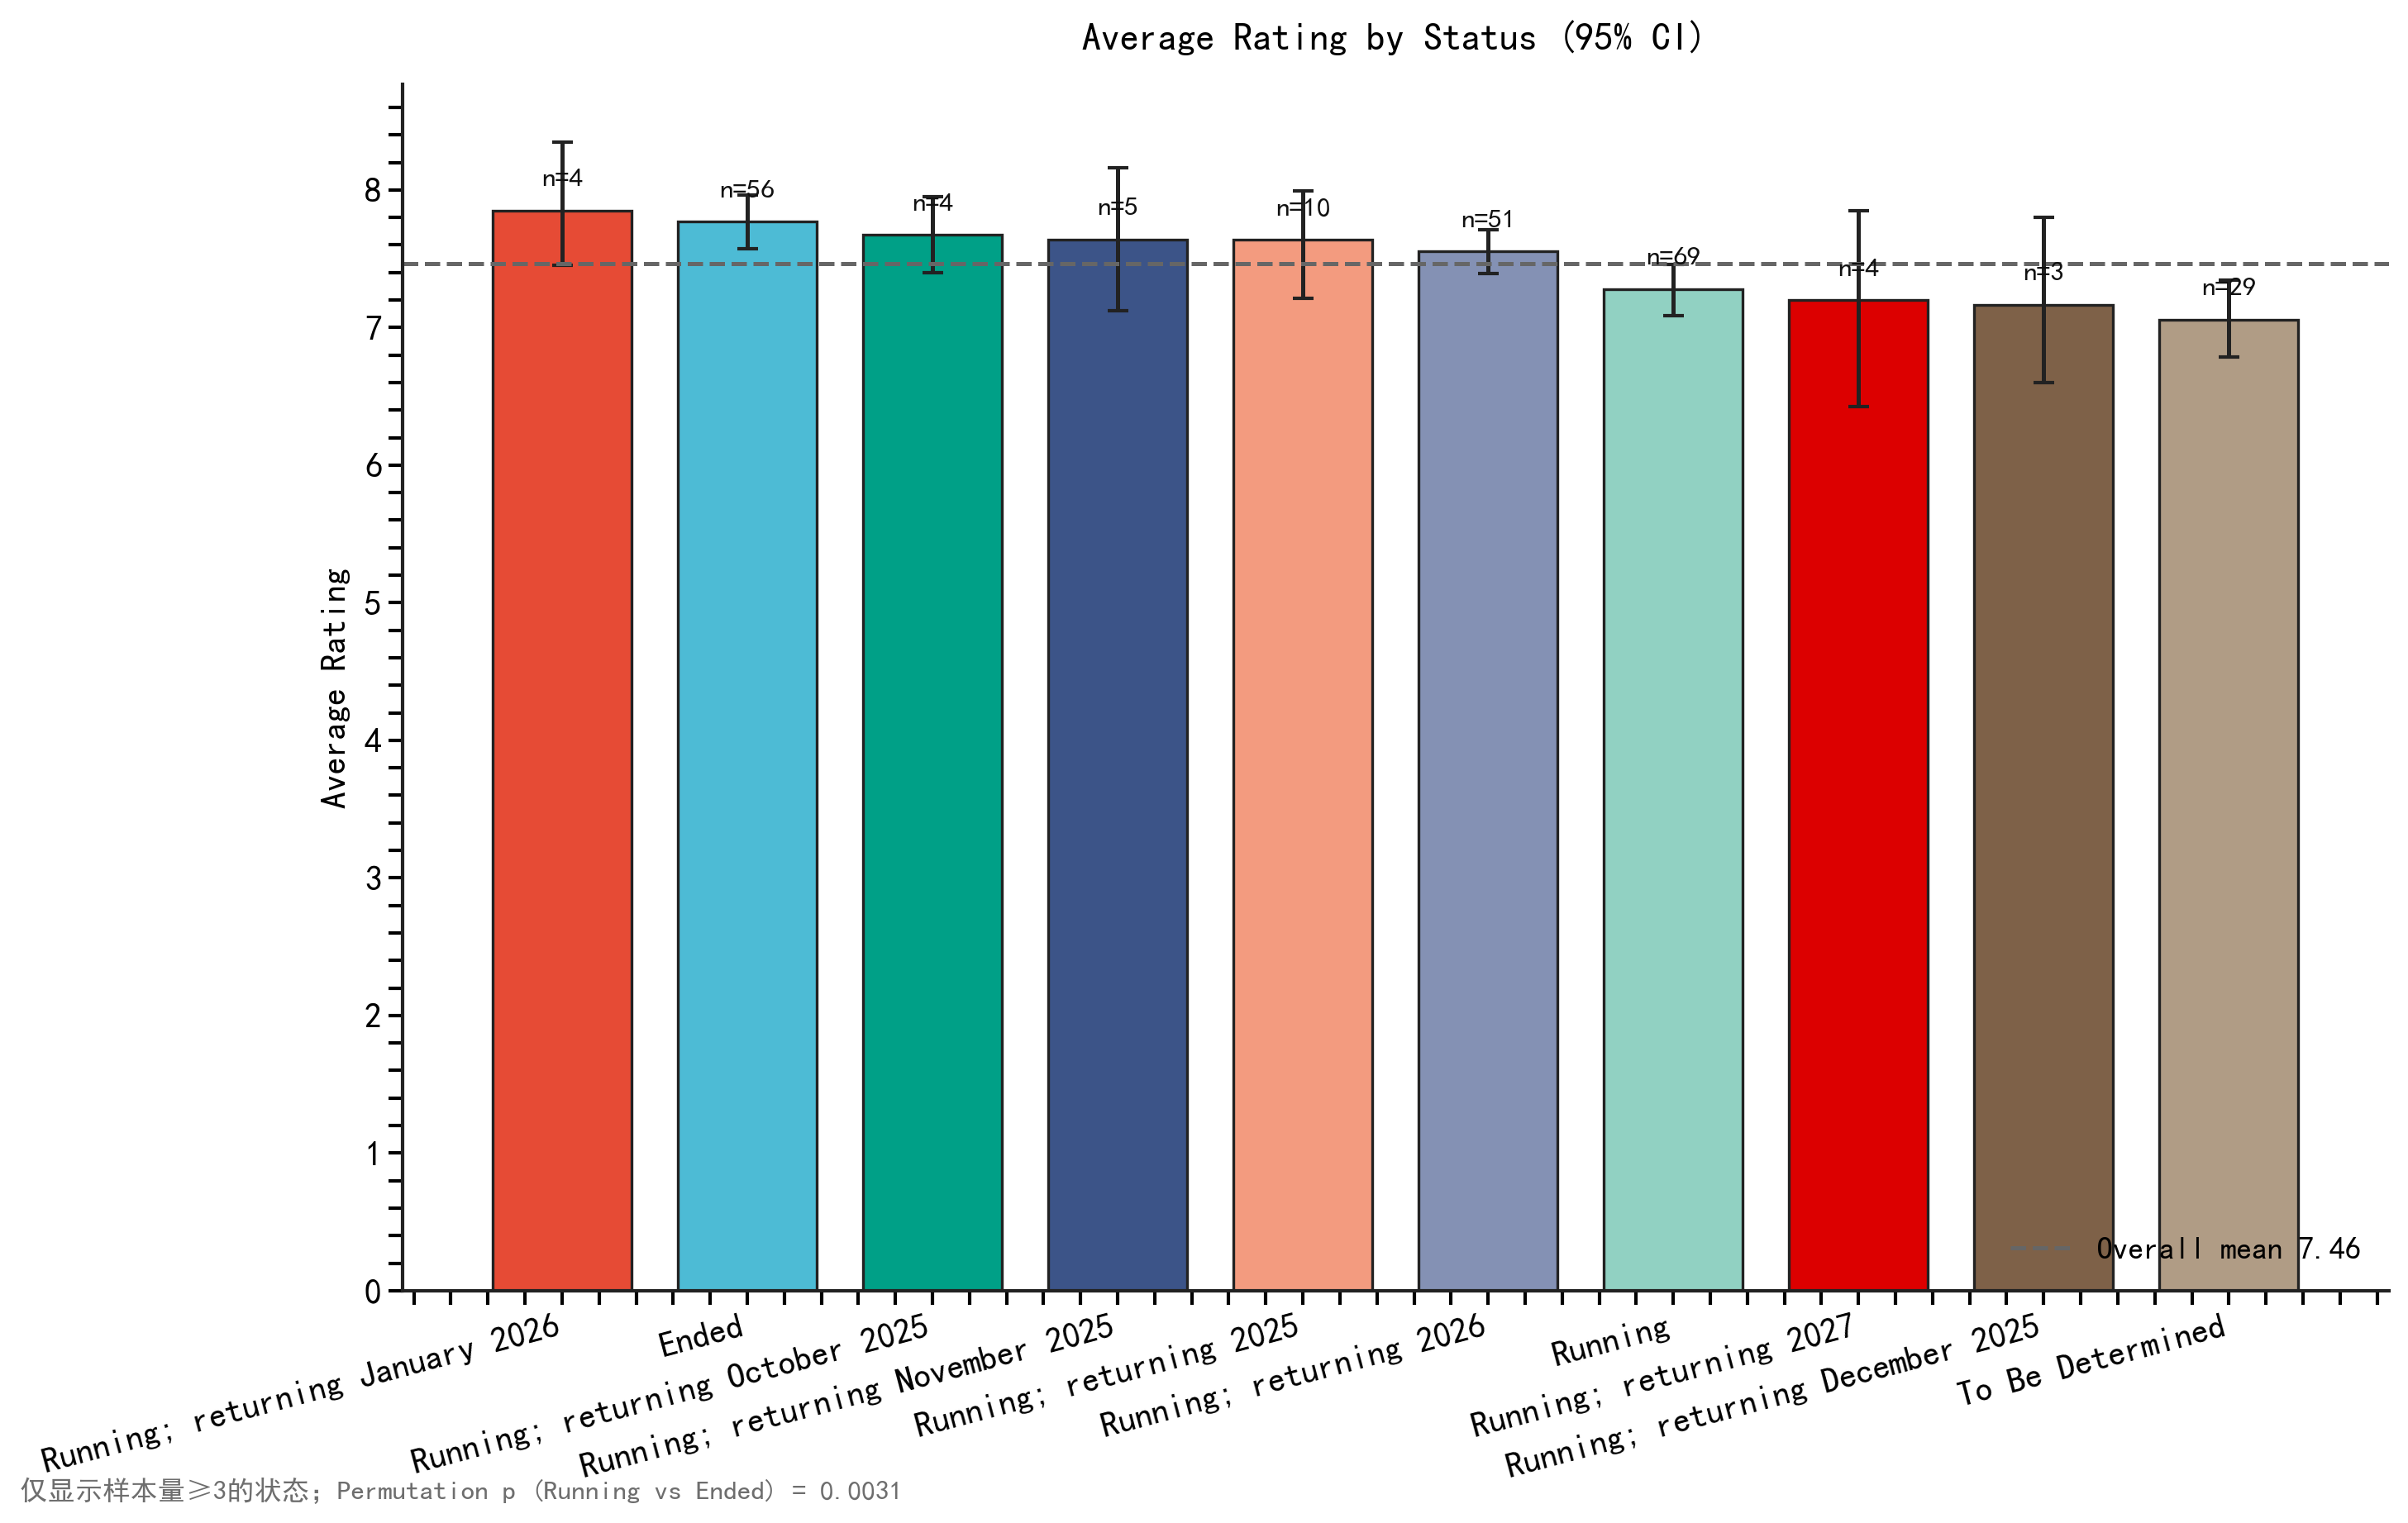 Average Rating by Status (95% CI)
Average Rating
8
7
6
5
4
3
2
1
0
n=4
n=56
n=4
n=5
n=10
n=51
n=69
n=4
n=3
n=29
Overall mean 7.46
Running; returning January 2026
Ended
Running; returning October 2025
Running; returning November 2025
Running; returning 2025
Running; returning 2026
Running
Running; returning 2027
Running; returning December 2025
To Be Determined
仅显示样本量≥3的状态；Permutation p (Running vs Ended) = 0.0031